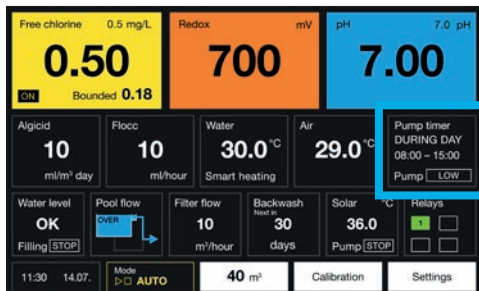 Free chlorine 0.5 mg/L
0.50
ON Bounded 0.18
Redox mV
700
pH 7.0 pH
7.00
Algicid
10
ml/m³ day
Flocc
10
ml/hour
Water
30.0°C
Smart heating
Air
29.0°C
Pump timer
DURING DAY
08:00 – 15:00
Pump LOW
Water level
OK
Filling STOP
Pool flow
OVER
Filter flow
10
m³/hour
Backwash
Next in
30
days
Solar °C
36.0
Pump STOP
Relays
1
11:30 14.07.
Mode
AUTO
40 m³
Calibration
Settings